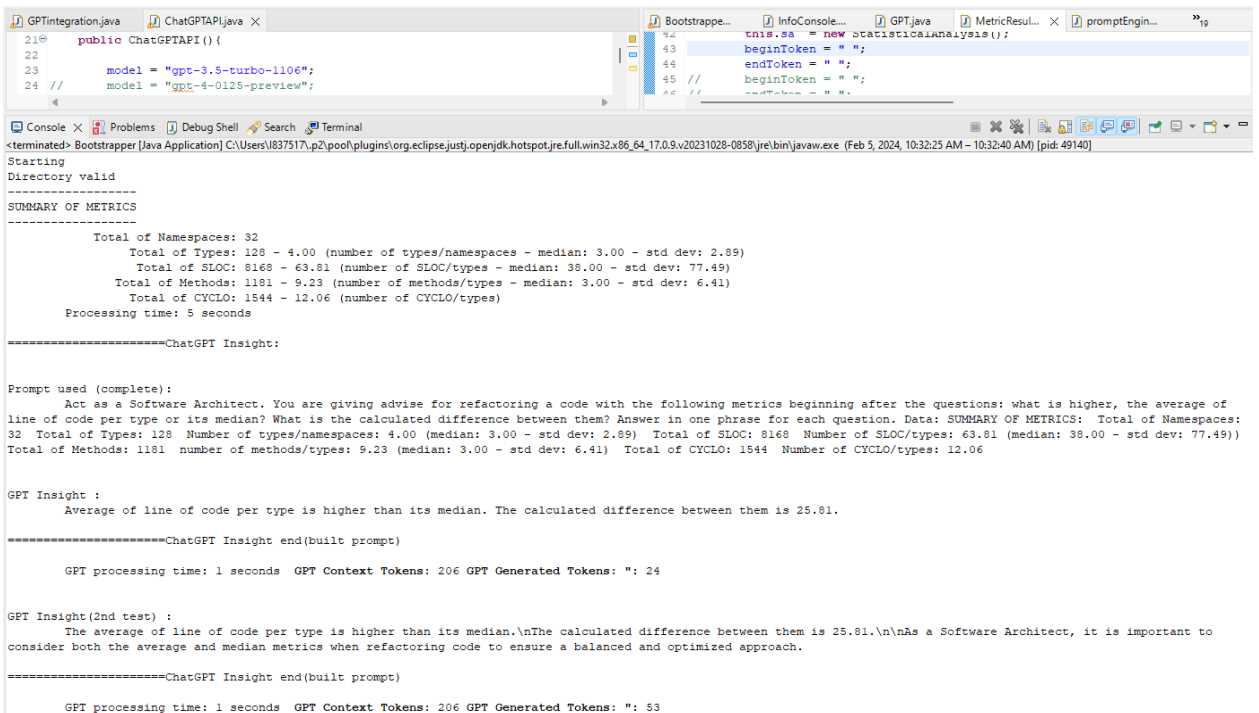 GPTintegration.java ChatGPTAPI.java
21 public ChatGPTAPI(){
22
23 model = "gpt-3.5-turbo-1106";
24 // model = "gpt-4-0125-preview";
Bootstrappe... InfoConsole.... GPT.java MetricResul... promptEngin... »19
42 this.sa = new StatisticalAnalysis();
43 beginToken = " ";
44 endToken = " ";
45 // beginToken = " ";
46 // endToken = " ";
Console Problems Debug Shell Search Terminal
<terminated> Bootstrapper [Java Application] C:\Users\I837517\.p2\pool\plugins\org.eclipse.justj.openjdk.hotspot.jre.full.win32.x86_64_17.0.9.v20231028-0858\jre\bin\javaw.exe (Feb 5, 2024, 10:32:25 AM – 10:32:40 AM) [pid: 49140]
Starting
Directory valid
------------------
SUMMARY OF METRICS
------------------
Total of Namespaces: 32
Total of Types: 128 - 4.00 (number of types/namespaces - median: 3.00 - std dev: 2.89)
Total of SLOC: 8168 - 63.81 (number of SLOC/types - median: 38.00 - std dev: 77.49)
Total of Methods: 1181 - 9.23 (number of methods/types - median: 3.00 - std dev: 6.41)
Total of CYCLO: 1544 - 12.06 (number of CYCLO/types)
Processing time: 5 seconds
======================ChatGPT Insight:
Prompt used (complete):
Act as a Software Architect. You are giving advise for refactoring a code with the following metrics beginning after the questions: what is higher, the average of
line of code per type or its median? What is the calculated difference between them? Answer in one phrase for each question. Data: SUMMARY OF METRICS: Total of Namespaces:
32 Total of Types: 128 Number of types/namespaces: 4.00 (median: 3.00 - std dev: 2.89) Total of SLOC: 8168 Number of SLOC/types: 63.81 (median: 38.00 - std dev: 77.49))
Total of Methods: 1181 number of methods/types: 9.23 (median: 3.00 - std dev: 6.41) Total of CYCLO: 1544 Number of CYCLO/types: 12.06
GPT Insight :
Average of line of code per type is higher than its median. The calculated difference between them is 25.81.
======================ChatGPT Insight end(built prompt)
GPT processing time: 1 seconds GPT Context Tokens: 206 GPT Generated Tokens: ": 24
GPT Insight(2nd test) :
The average of line of code per type is higher than its median.\nThe calculated difference between them is 25.81.\n\nAs a Software Architect, it is important to
consider both the average and median metrics when refactoring code to ensure a balanced and optimized approach.
======================ChatGPT Insight end(built prompt)
GPT processing time: 1 seconds GPT Context Tokens: 206 GPT Generated Tokens: ": 53